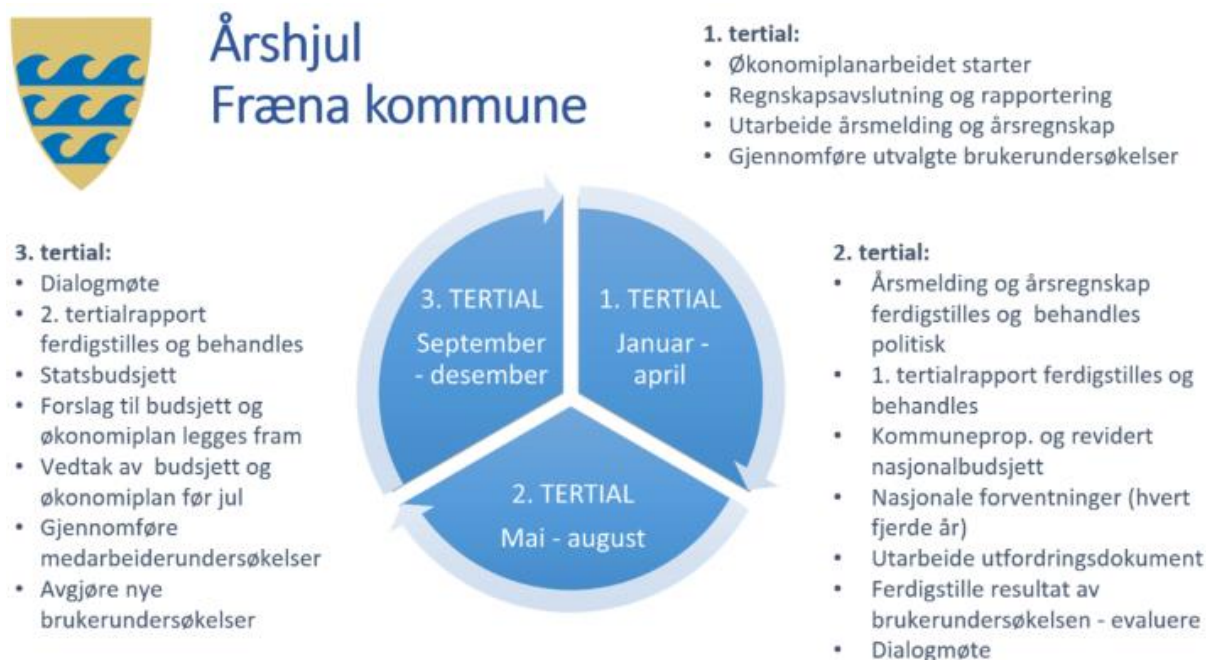 Årshjul
Fræna kommune
1. tertial:
• Økonomiplanarbeidet starter
• Regnskapsavslutning og rapportering
• Utarbeide årsmelding og årsregnskap
• Gjennomføre utvalgte brukerundersøkelser
3. tertial:
• Dialogmøte
• 2. tertialrapport
ferdigstilles og behandles
• Statsbudsjett
• Forslag til budsjett og
økonomiplan legges fram
• Vedtak av budsjett og
økonomiplan før jul
• Gjennomføre
medarbeiderundersøkelser
• Avgjøre nye
brukerundersøkelser
3. TERTIAL
September
- desember
1. TERTIAL
Januar -
april
2. TERTIAL
Mai - august
2. tertial:
• Årsmelding og årsregnskap
ferdigstilles og behandles
politisk
• 1. tertialrapport ferdigstilles og
behandles
• Kommuneprop. og revidert
nasjonalbudsjett
• Nasjonale forventninger (hvert
fjerde år)
• Utarbeide utfordringsdokument
• Ferdigstille resultat av
brukerundersøkelsen - evaluere
• Dialogmøte